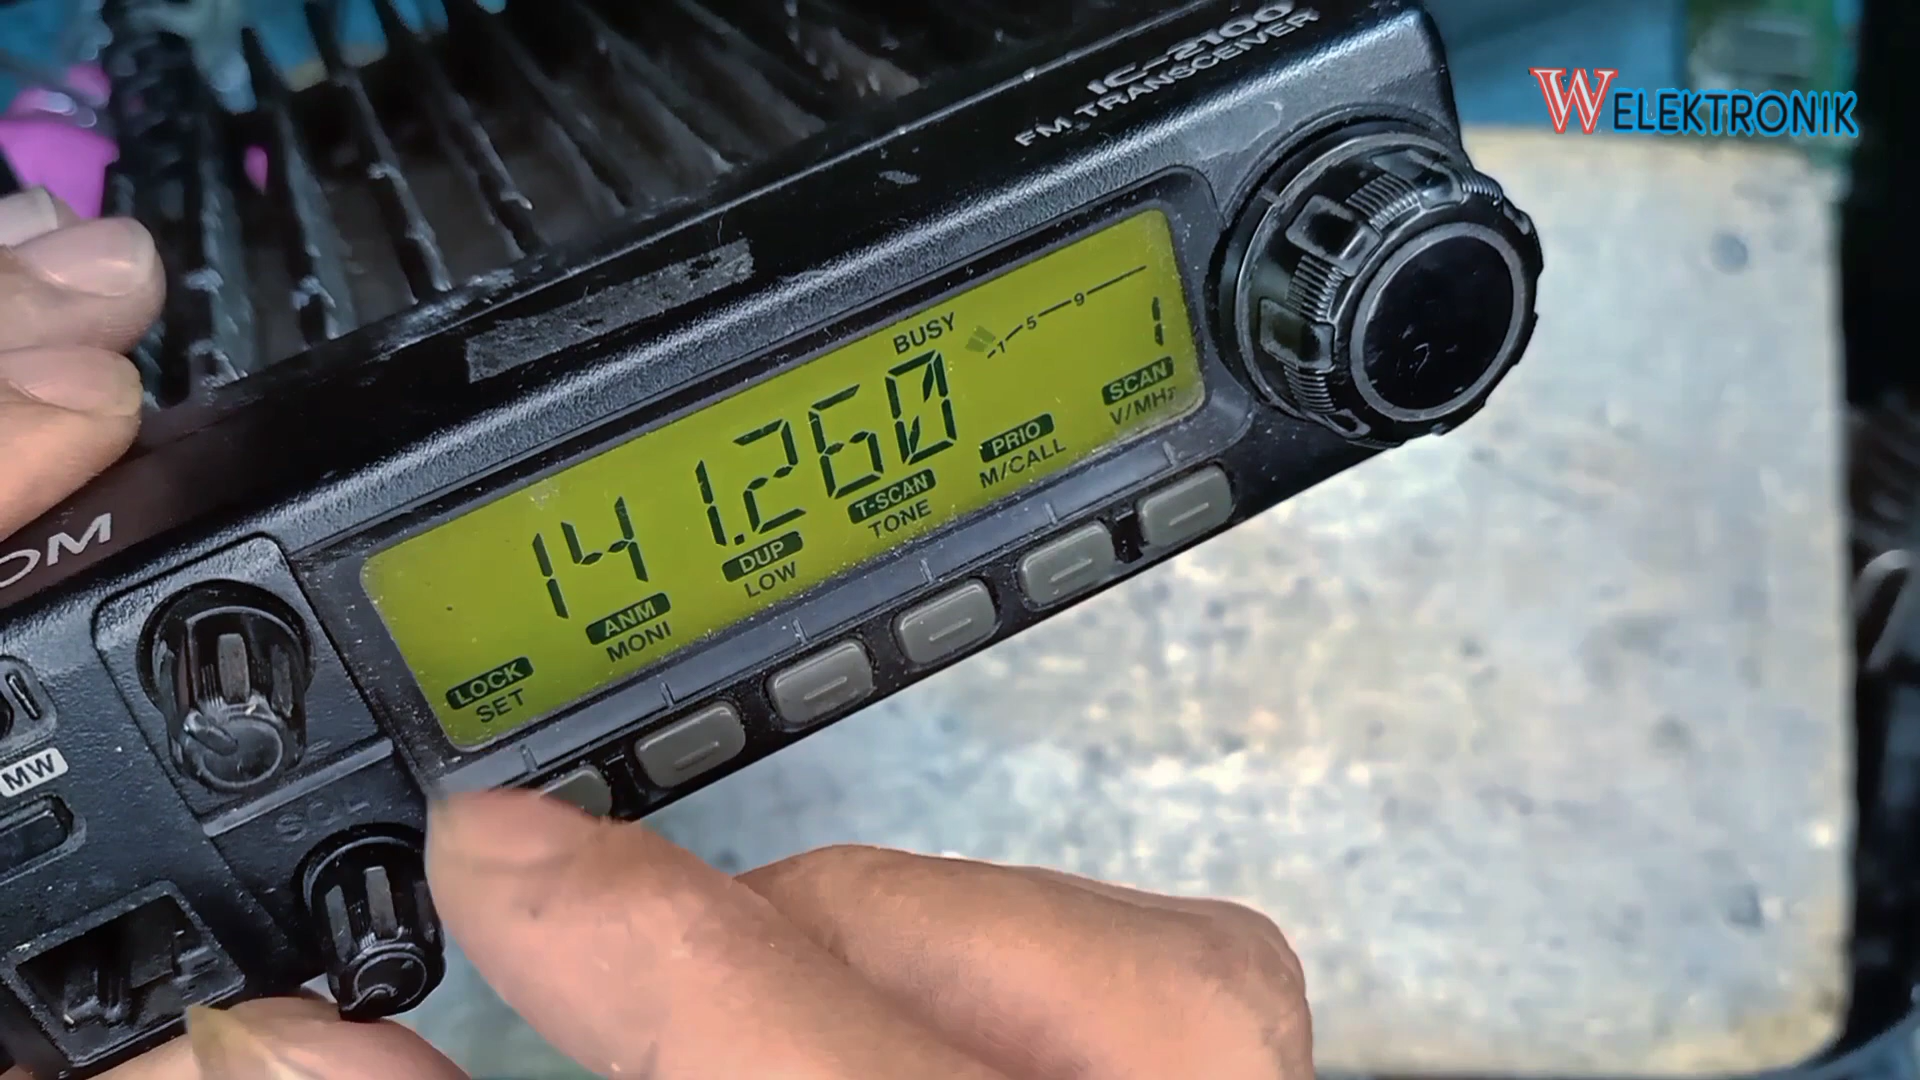 WELEKTRONIK
IC-2100
FM TRANSCEIVER
BUSY
1 5 9
141.260
1
LOCK
SET
ANM
MONI
DUP
LOW
T-SCAN
TONE
PRIO
M/CALL
SCAN
V/MHz
OM
MW
SQL